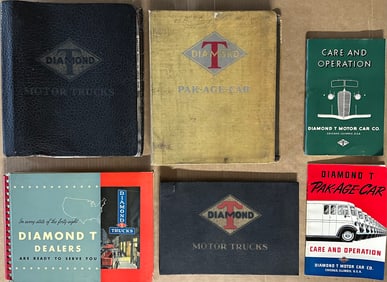 DIAMOND
T
MOTOR TRUCKS
DIAMOND
T
PAK-AGE-CAR
CARE AND
OPERATION
DIAMOND T MOTOR CAR CO.
CHICAGO, ILLINOIS, U.S.A.
In every state of the forty-eight
DIAMOND T
DEALERS
ARE READY TO SERVE YOU
DIAMOND
T
TRUCKS
DIAMOND
T
MOTOR TRUCKS
DIAMOND T
PAK-AGE-CAR
CARE AND OPERATION
DIAMOND T MOTOR CAR CO.
CHICAGO, ILLINOIS, U.S.A.